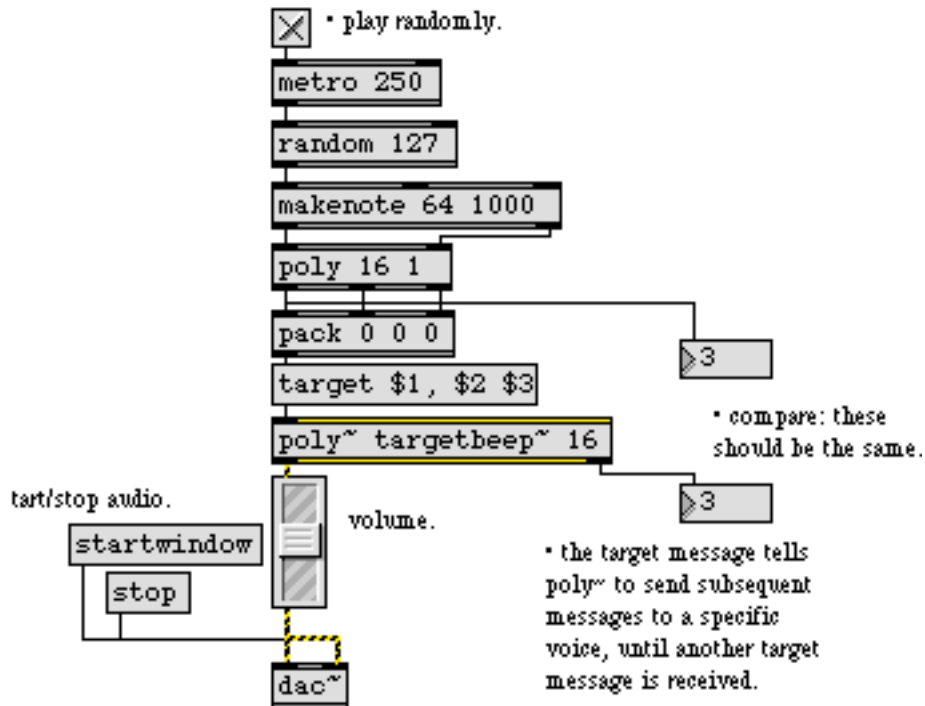 • play randomly.
metro 250
random 127
makenote 64 1000
poly 16 1
pack 0 0 0
3
target $1, $2 $3
• compare: these
should be the same.
poly~ targetbeep~ 16
3
tart/stop audio.
volume.
startwindow
stop
• the target message tells
poly~ to send subsequent
messages to a specific
voice, until another target
message is received.
dac~